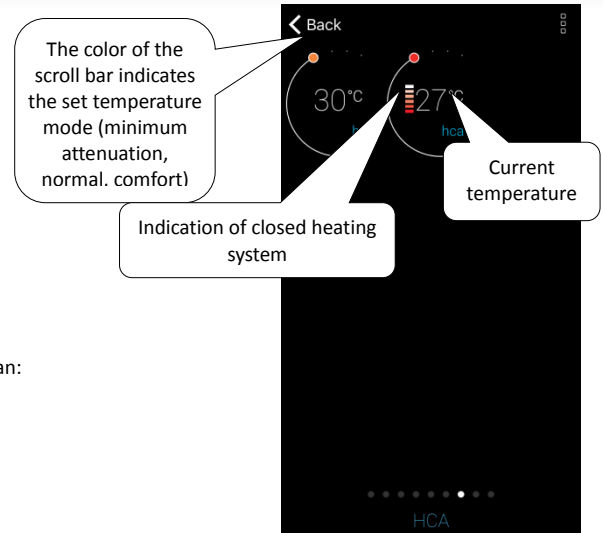 Back
The color of the
scroll bar indicates
the set temperature
mode (minimum
attenuation,
normal. comfort)
30°C
27°C
hca
Current
temperature
Indication of closed heating
system
an:
HCA